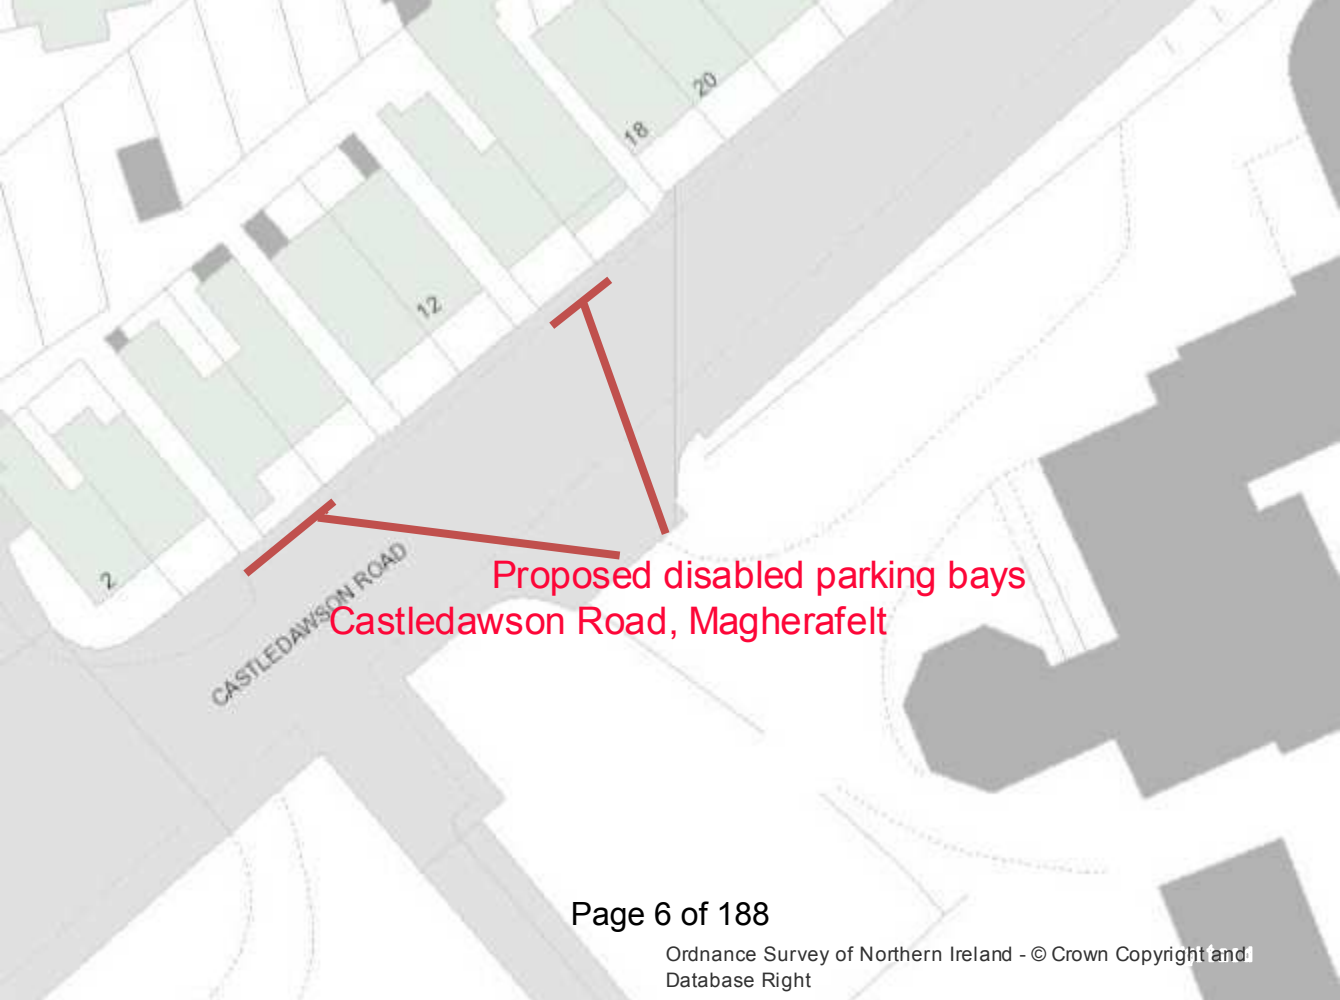 20
18
12
2
CASTLEDAWSON ROAD
Proposed disabled parking bays
Castledawson Road, Magherafelt
Page 6 of 188
Ordnance Survey of Northern Ireland - © Crown Copyright and
Database Right